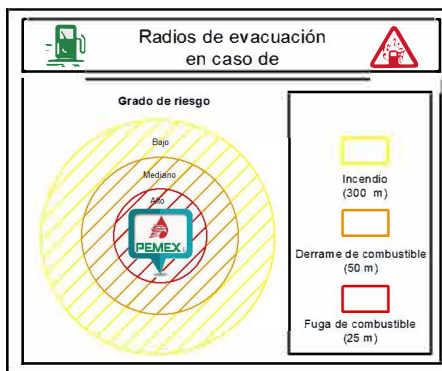 Radios de evacuación
en caso de
Grado de riesgo
Bajo
Mediano
Alto
PEMEX
Incendio
(300 m)
Derrame de combustible
(50 m)
Fuga de combustible
(25 m)